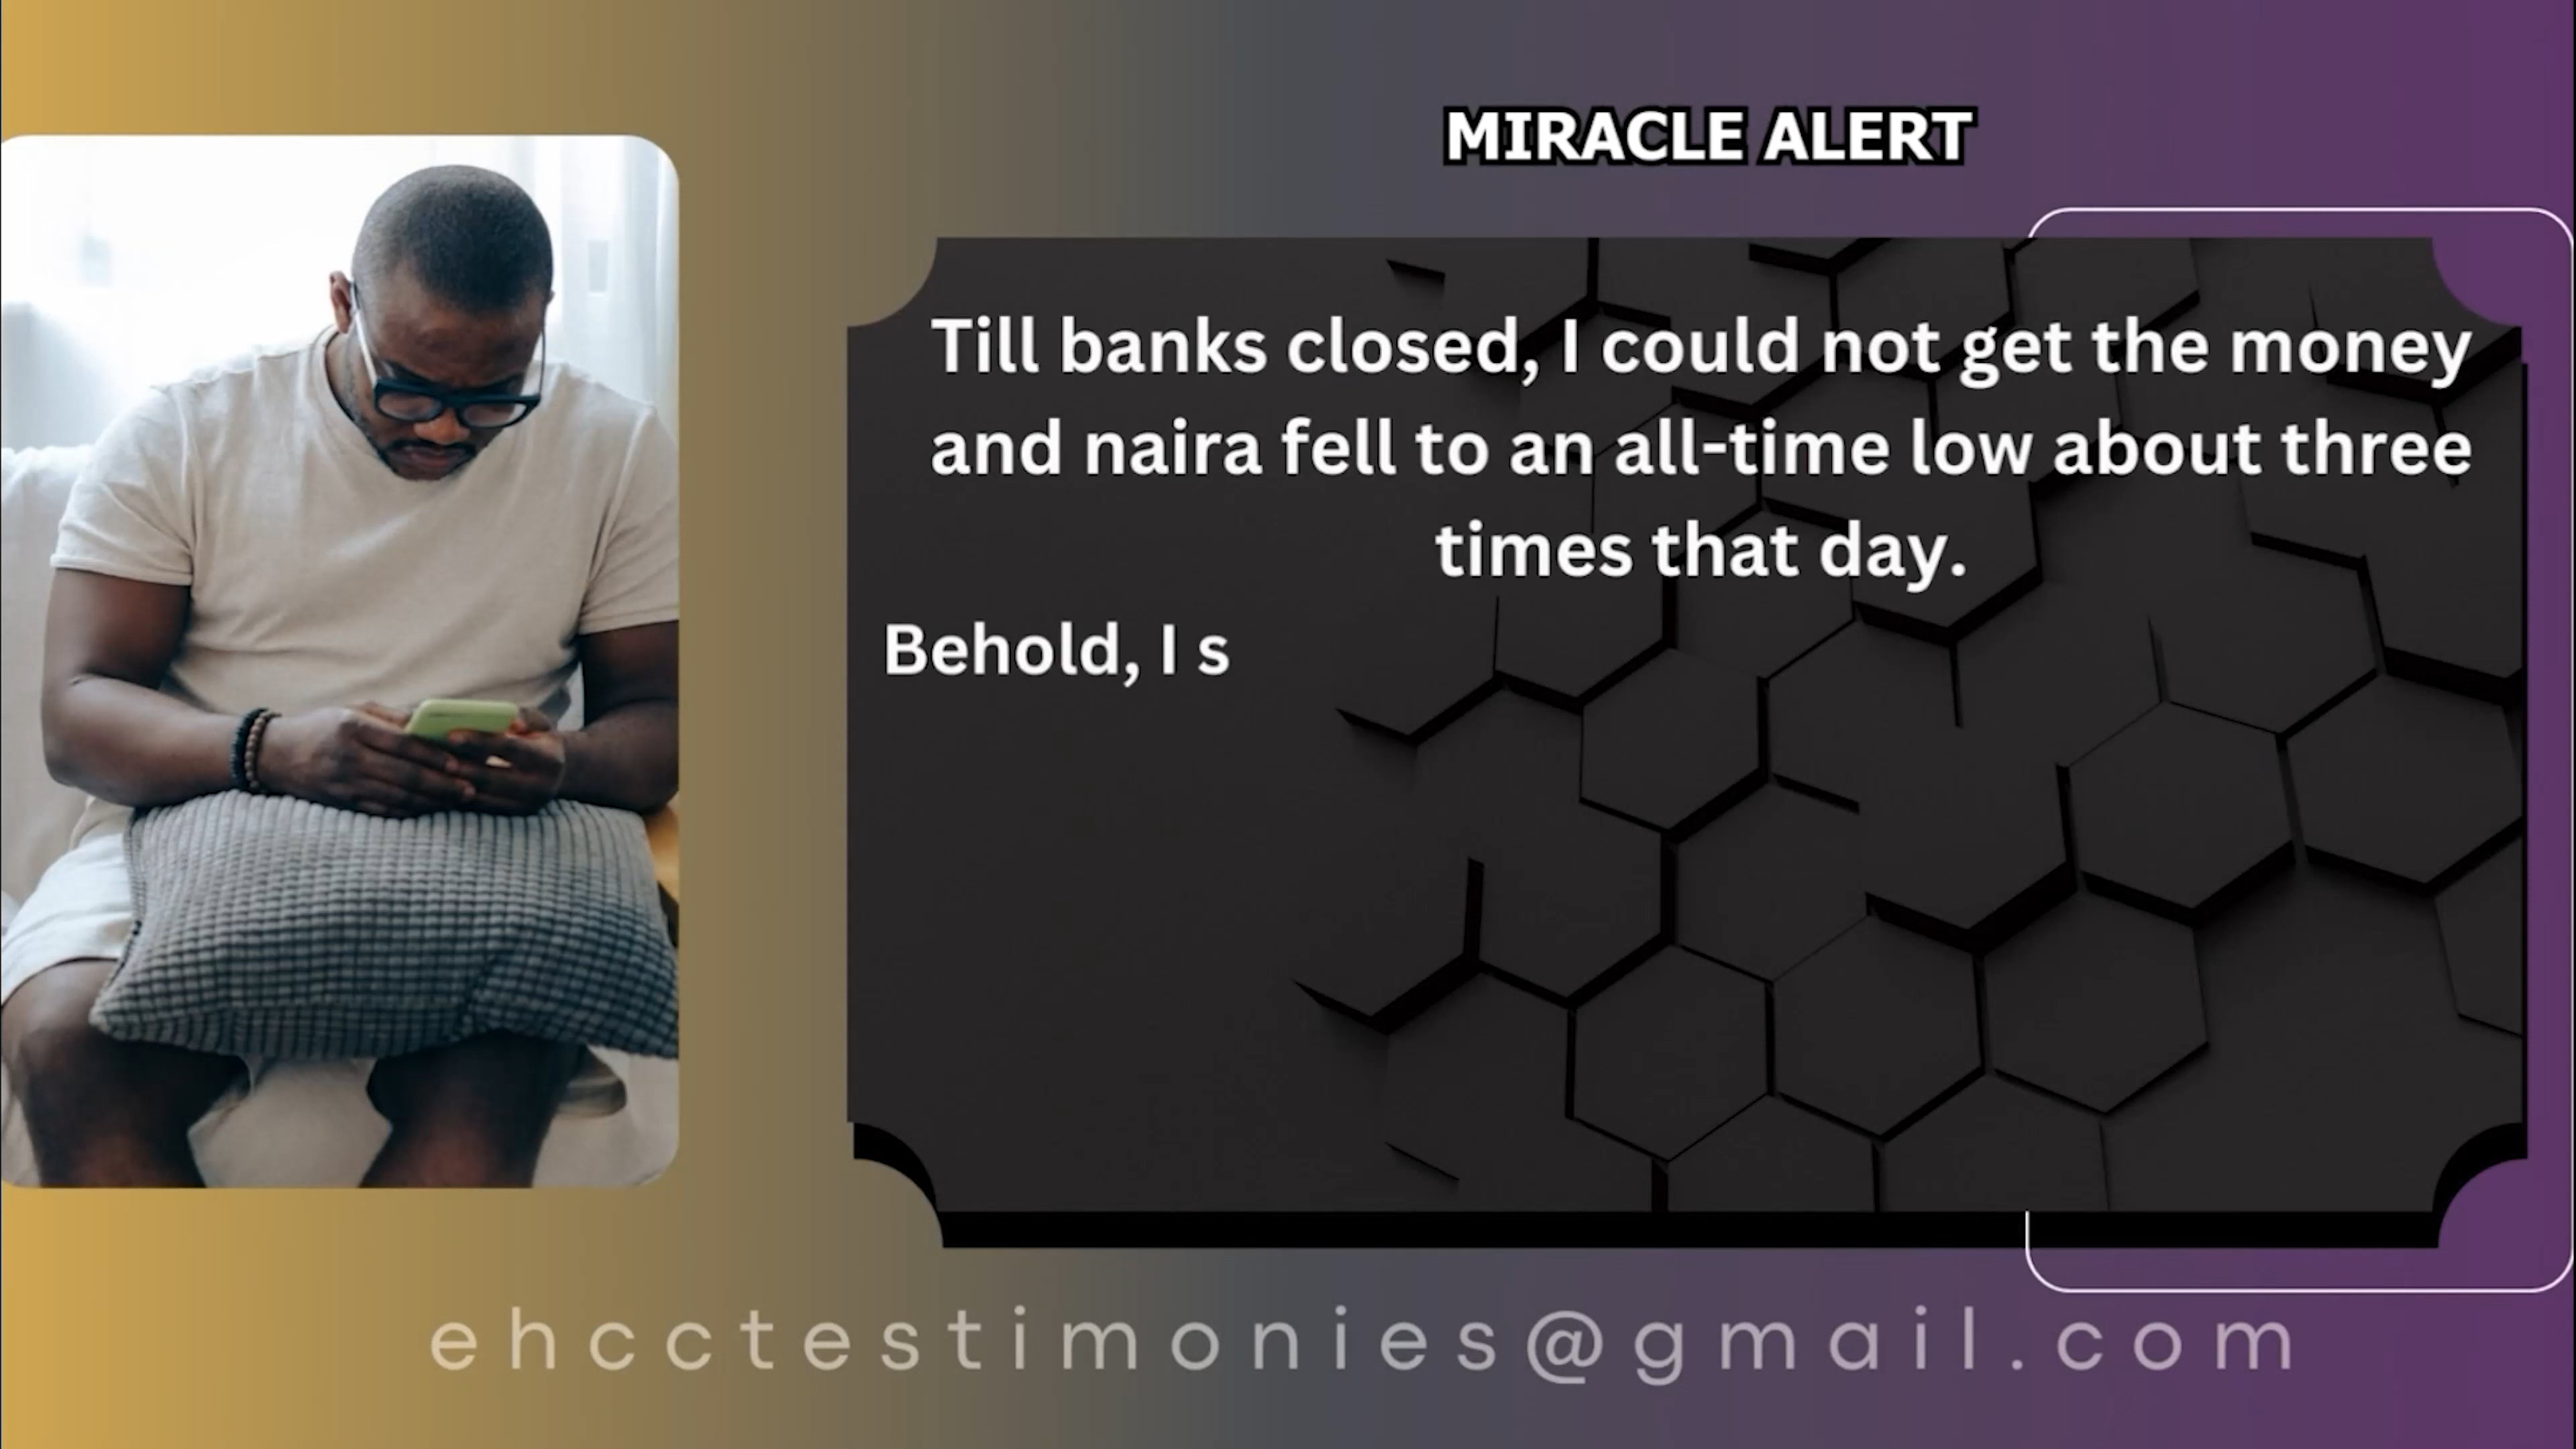 MIRACLE ALERT
Till banks closed, I could not get the money
and naira fell to an all-time low about three
times that day.
Behold, I s
ehcctestimonies@gmail.com